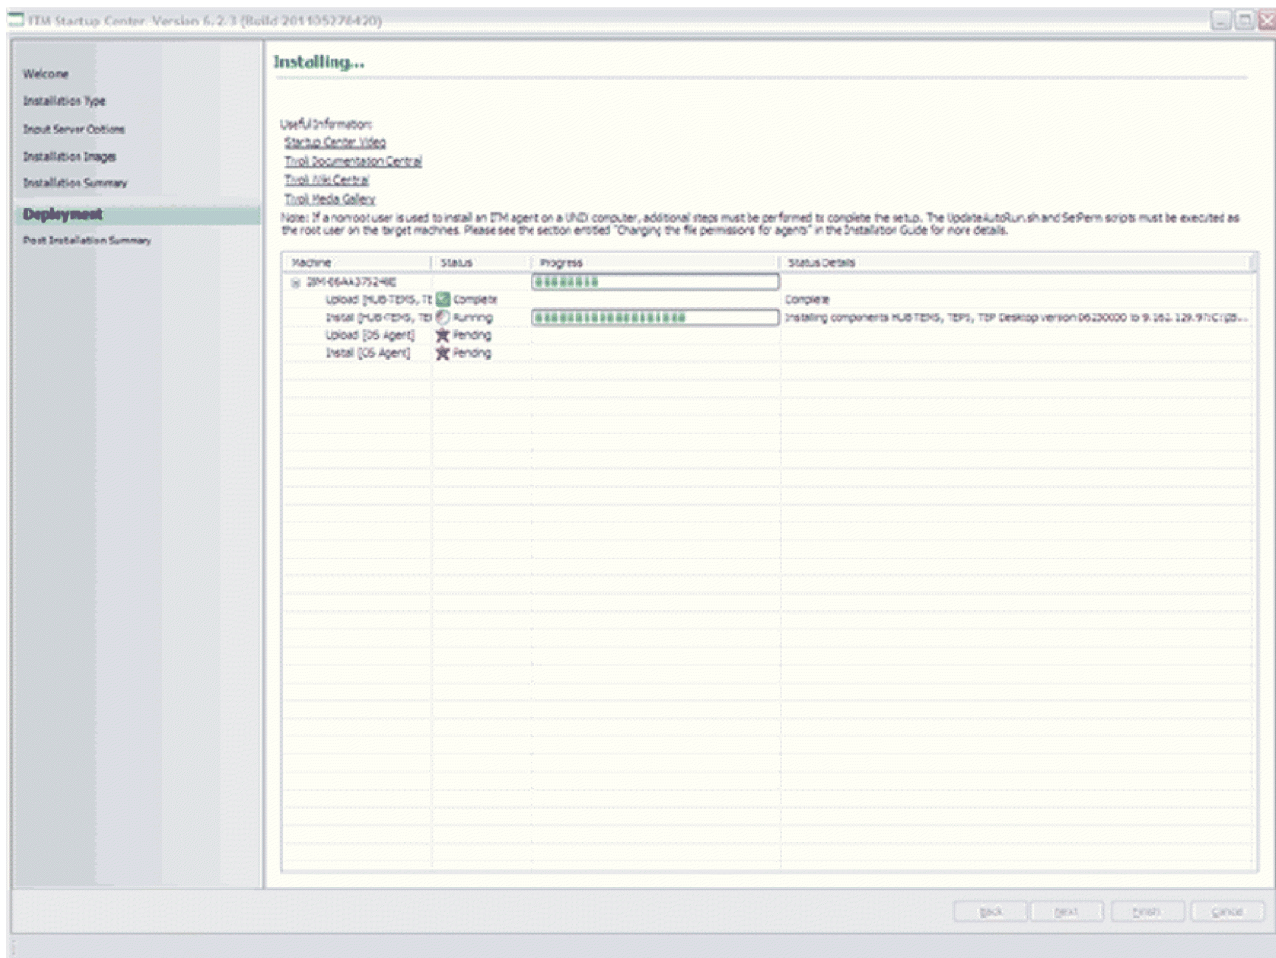 ITM Startup Center. Version 6.2.3 (Build 201105278420)
Welcome
Installation Type
Input Server Options
Installation Images
Installation Summary
Deployment
Post Installation Summary
Installing...
Useful Information:
Startup Center Video
Tivoli Documentation Central
Tivoli Wiki Central
Tivoli Media Gallery
Note: If a nonroot user is used to install an ITM agent on a UNIX computer, additional steps must be performed to complete the setup. The UpdateAutoRun.sh and SetPerm scripts must be executed as
the root user on the target machines. Please see the section entitled "Changing the file permissions for agents" in the Installation Guide for more details.
Machine Status Progress Status Details
Upload [HUB-TEMS, TE Complete Complete
Install [HUB-TEMS, TE Running Installing components HUB-TEMS, TEPS, TEP Desktop version 06230000 to 9.162.129.97:
Upload [OS Agent] Pending
Install [OS Agent] Pending
Back Next Finish Cancel